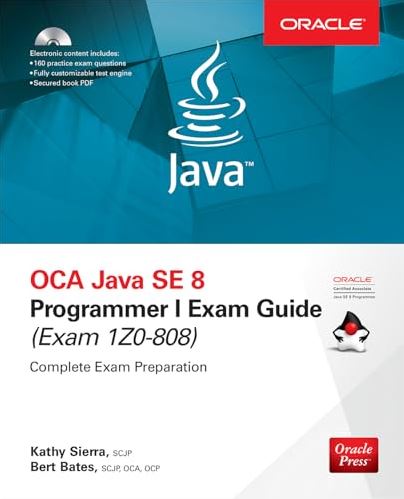 ORACLE®
Electronic content includes:
• 160 practice exam questions
• Fully customizable test engine
• Secured book PDF
Java™
OCA Java SE 8
Programmer I Exam Guide
(Exam 1Z0-808)
Complete Exam Preparation
ORACLE®
Certified Associate
Java SE 8 Programmer
Kathy Sierra, SCJP
Bert Bates, SCJP, OCA, OCP
Oracle
Press™